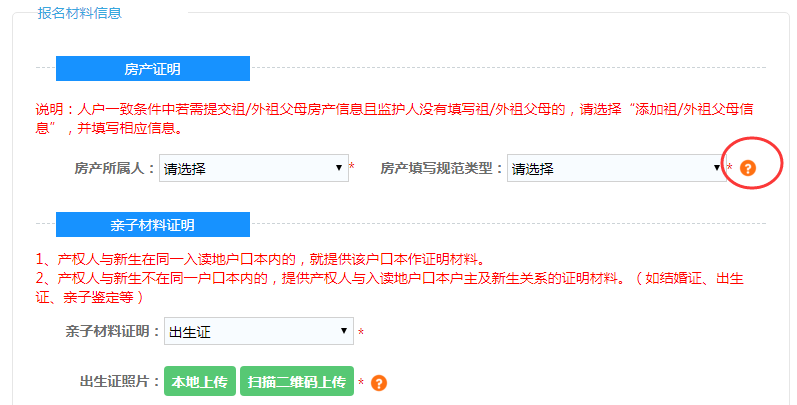 报名材料信息
房产证明
说明：人户一致条件中若需提交祖/外祖父母房产信息且监护人没有填写祖/外祖父母的，请选择“添加祖/外祖父母信
息”，并填写相应信息。
房产所属人： 请选择 * 房产填写规范类型： 请选择 * ?
亲子材料证明
1、产权人与新生在同一入读地户口本内的，就提供该户口本作证明材料。
2、产权人与新生不在同一户口本内的，提供产权人与入读地户口本户主及新生关系的证明材料。（如结婚证、出生
证、亲子鉴定等）
亲子材料证明： 出生证 *
出生证照片： 本地上传 扫描二维码上传 * ?